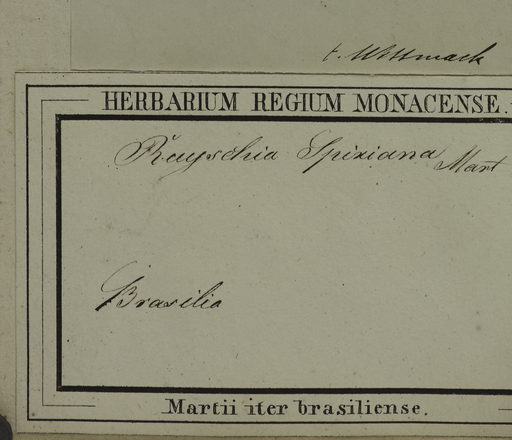 t. Wittmack
HERBARIUM REGIUM MONACENSE.
Ruyschia Spixiana Mart
Brasilia
Martii iter brasiliense.